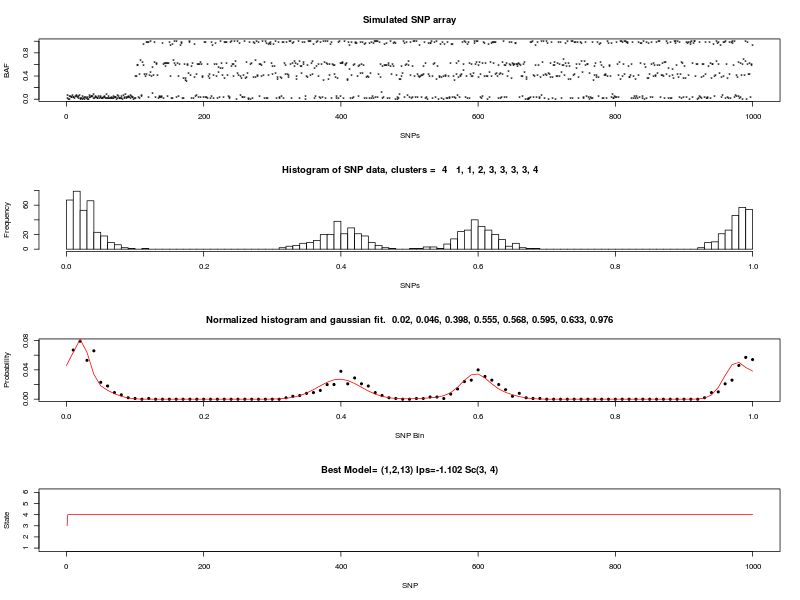 Simulated SNP array
BAF
0.0 0.4 0.8
0 200 400 600 800 1000
SNPs
Histogram of SNP data, clusters = 4 1, 1, 2, 3, 3, 3, 3, 4
Frequency
0 20 60
0.0 0.2 0.4 0.6 0.8 1.0
SNPs
Normalized histogram and gaussian fit. 0.02, 0.046, 0.398, 0.555, 0.568, 0.595, 0.633, 0.976
Probability
0.00 0.04 0.08
0.0 0.2 0.4 0.6 0.8 1.0
SNP Bin
Best Model= (1,2,13) lps=-1.102 Sc(3, 4)
State
1 2 3 4 5 6
0 200 400 600 800 1000
SNP